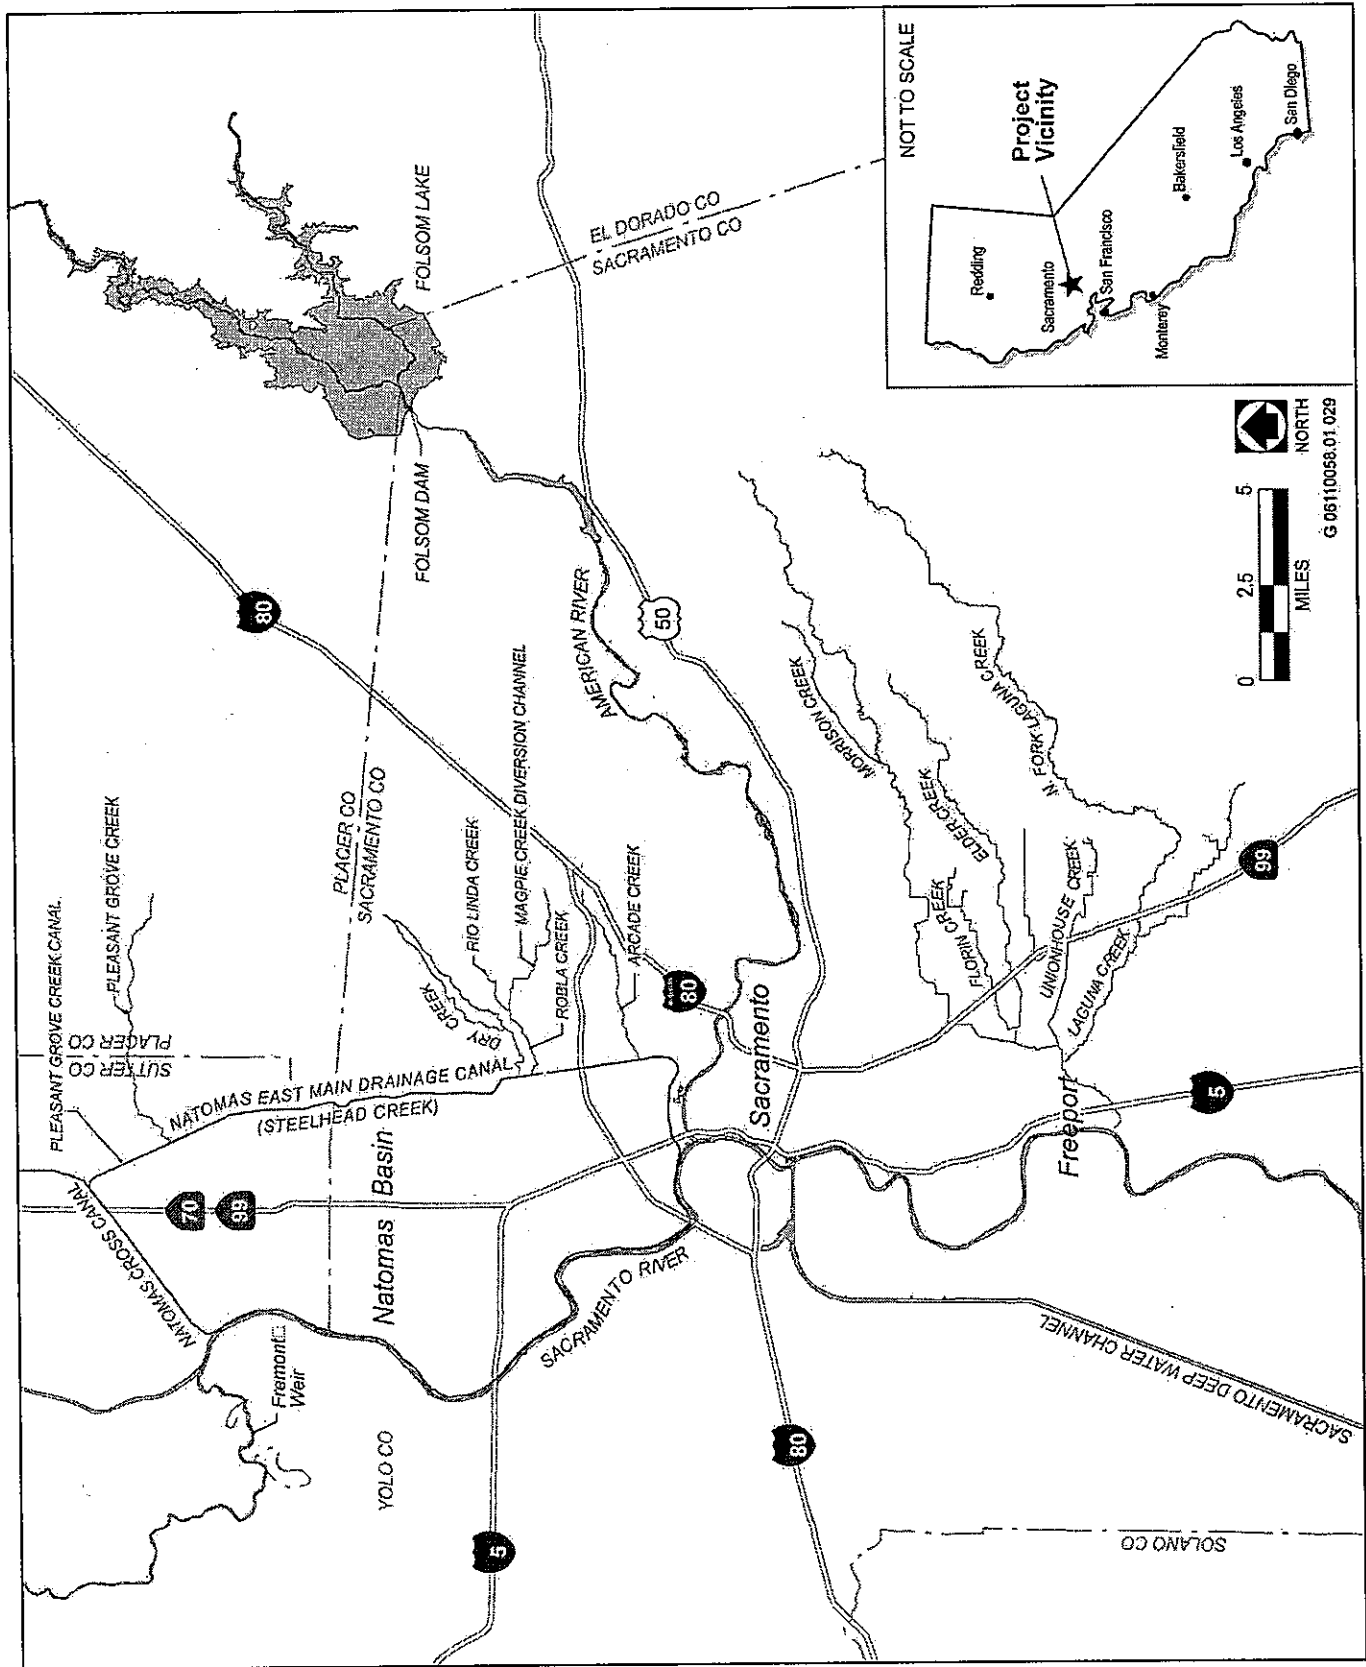 PLEASANT GROVE CREEK CANAL
PLEASANT GROVE CREEK
SUTTER CO
PLACER CO
NATOMAS CROSS CANAL
70
99
NATOMAS EAST MAIN DRAINAGE CANAL
(STEELHEAD CREEK)
Natomas Basin
Fremont
Weir
YOLO CO
5
SACRAMENTO RIVER
PLACER CO
SACRAMENTO CO
DRY CREEK
RIO LINDA CREEK
MAGPIE CREEK DIVERSION CHANNEL
ROBLA CREEK
ARCADE CREEK
80
80
FOLSOM LAKE
FOLSOM DAM
EL DORADO CO
SACRAMENTO CO
AMERICAN RIVER
50
Sacramento
80
SOLANO CO
SACRAMENTO DEEP WATER CHANNEL
Freeport
5
MORRISON CREEK
ELDER CREEK
FLORIN CREEK
UNIONHOUSE CREEK
LAGUNA CREEK
N. FORK LAGUNA CREEK
99
0 2.5 5
MILES
NORTH
G 06110058.01 029
NOT TO SCALE
Project
Vicinity
Redding
Sacramento
San Francisco
Monterey
Bakersfield
Los Angeles
San Diego